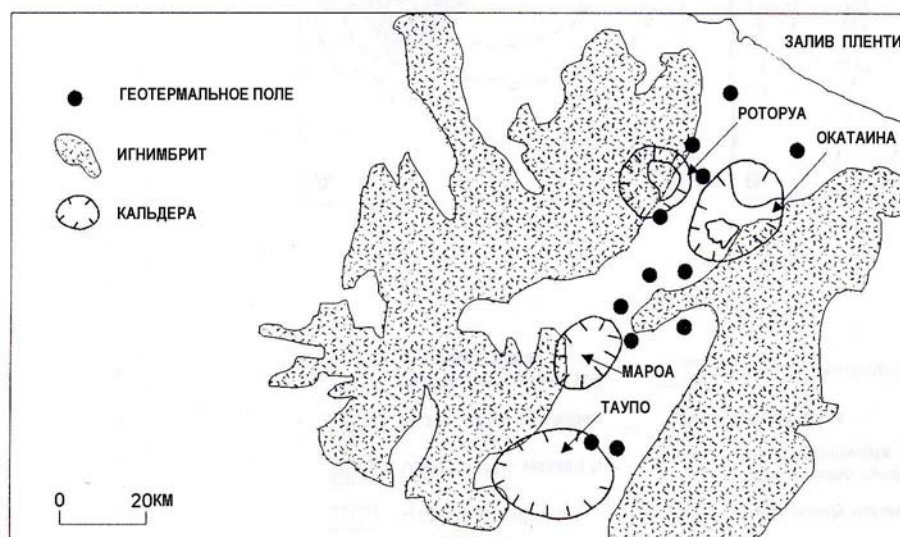 ЗАЛИВ ПЛЕНТИ
ГЕОТЕРМАЛЬНОЕ ПОЛЕ
РОТОРУА
ОКАТАИНА
ИГНИМБРИТ
КАЛЬДЕРА
МАРОА
ТАУПО
0 20КМ